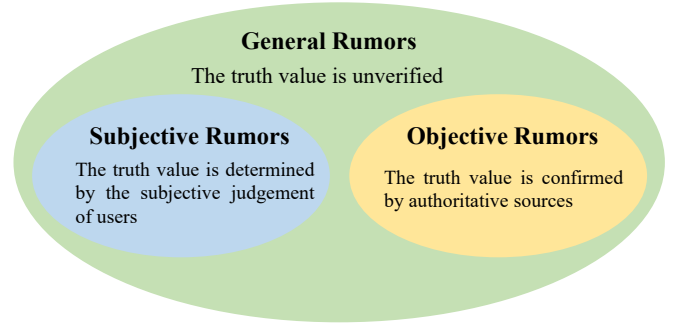 General Rumors
The truth value is unverified
Subjective Rumors
The truth value is determined
by the subjective judgement
of users
Objective Rumors
The truth value is confirmed
by authoritative sources